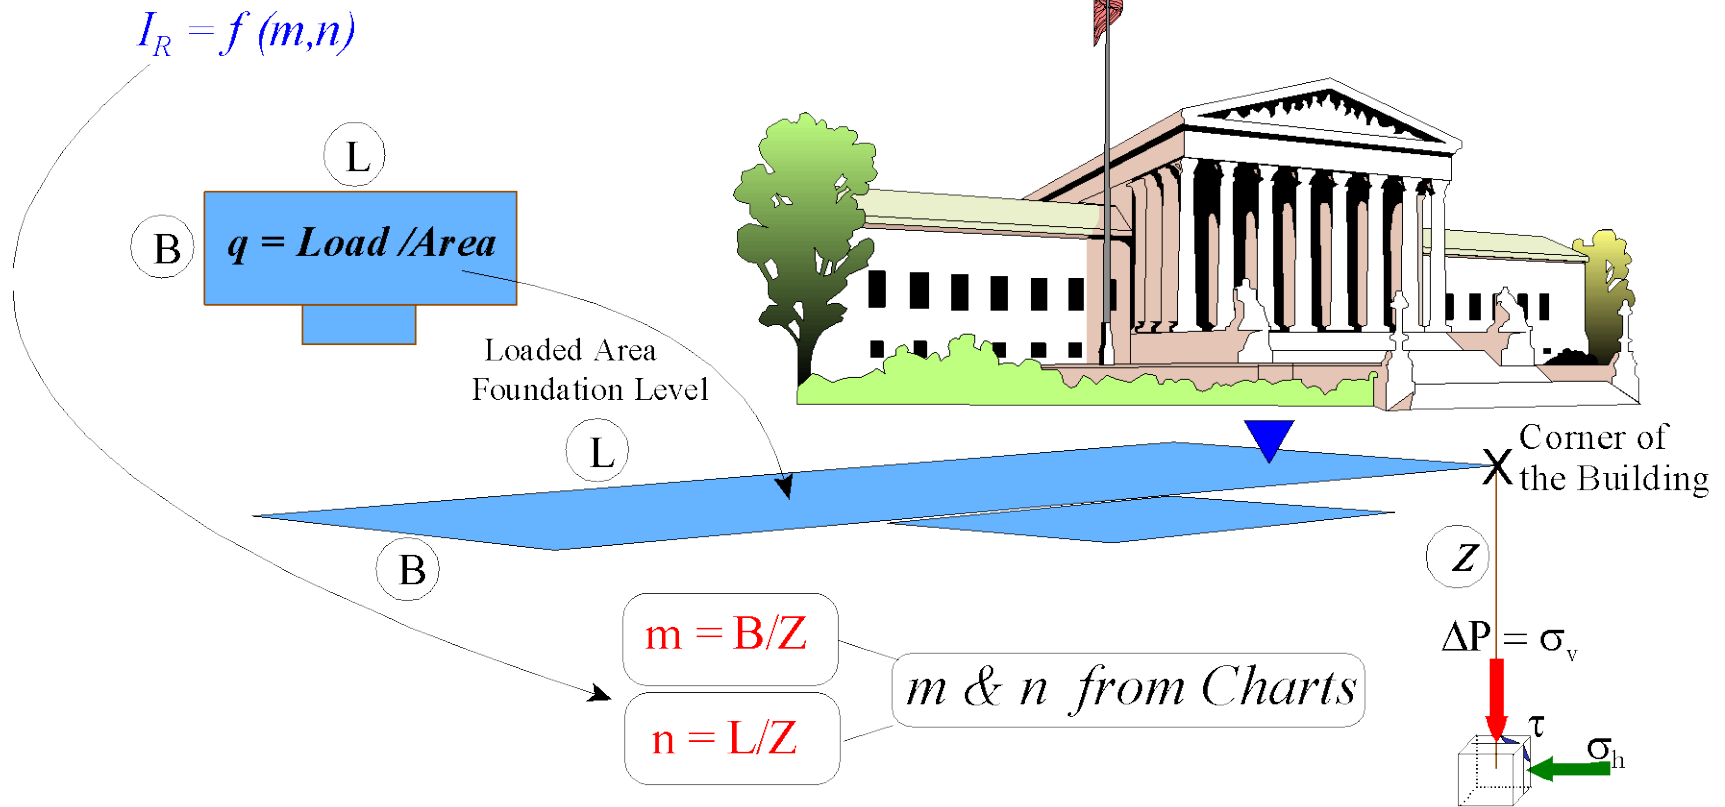 I_R = f (m,n)
L
B
q = Load /Area
Loaded Area
Foundation Level
L
B
Corner of
the Building
z
ΔP = σ_v
m = B/Z
n = L/Z
m & n from Charts
τ
σ_h